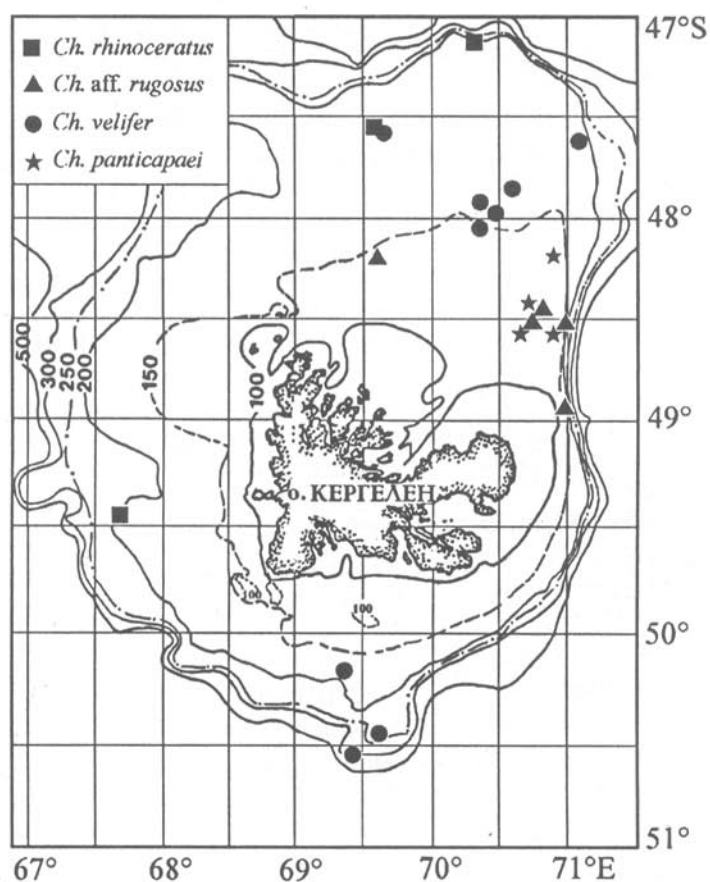 Ch. rhinoceratus
Ch. aff. rugosus
Ch. velifer
Ch. panticapaei
47°S
48°
49°
50°
51°
500
300
250
200
150
100
о. КЕРГЕЛЕН
100
100
67° 68° 69° 70° 71°E